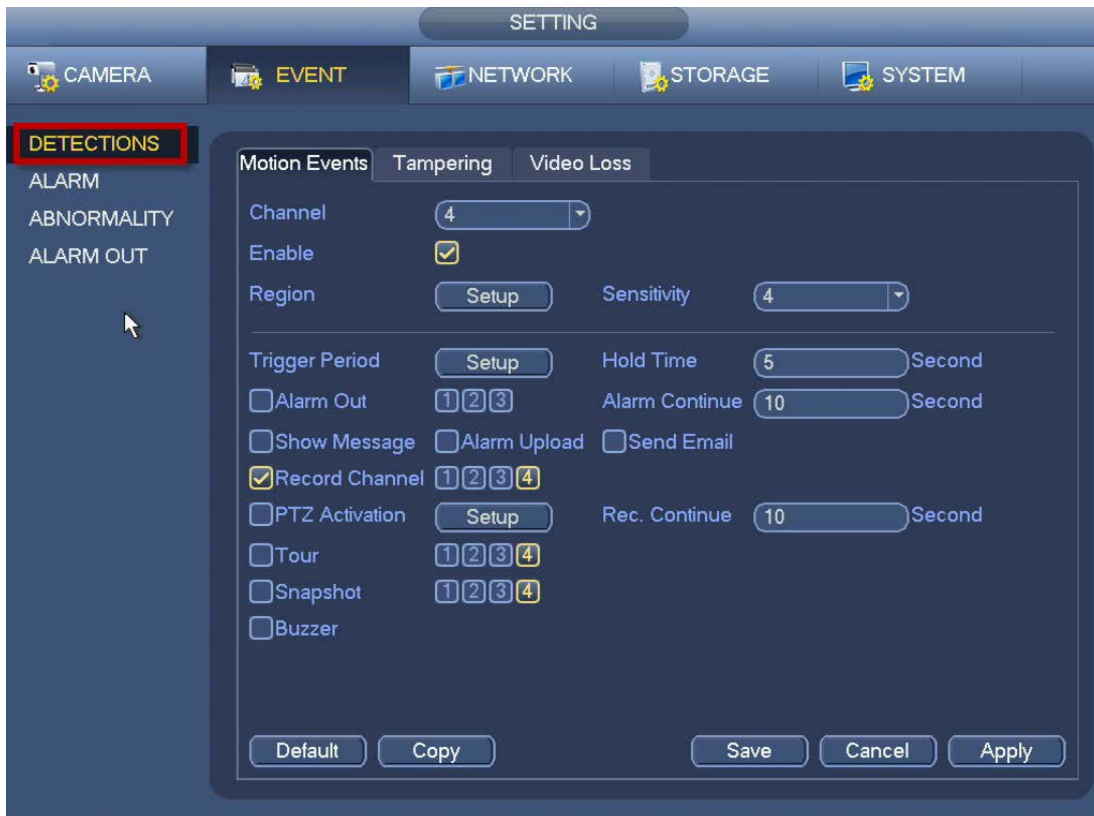 SETTING
CAMERA EVENT NETWORK STORAGE SYSTEM
DETECTIONS
ALARM
ABNORMALITY
ALARM OUT
Motion Events Tampering Video Loss
Channel 4
Enable
Region Setup Sensitivity 4
Trigger Period Setup Hold Time 5 Second
Alarm Out 1 2 3 Alarm Continue 10 Second
Show Message Alarm Upload Send Email
Record Channel 1 2 3 4
PTZ Activation Setup Rec. Continue 10 Second
Tour 1 2 3 4
Snapshot 1 2 3 4
Buzzer
Default Copy Save Cancel Apply